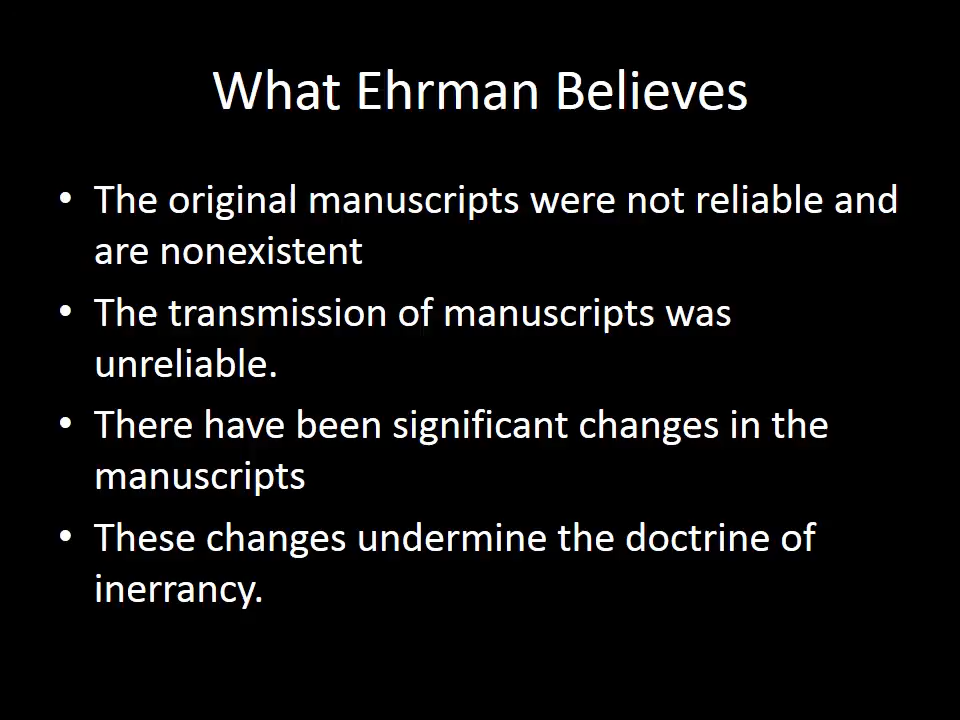 What Ehrman Believes
• The original manuscripts were not reliable and
are nonexistent
• The transmission of manuscripts was
unreliable.
• There have been significant changes in the
manuscripts
• These changes undermine the doctrine of
inerrancy.